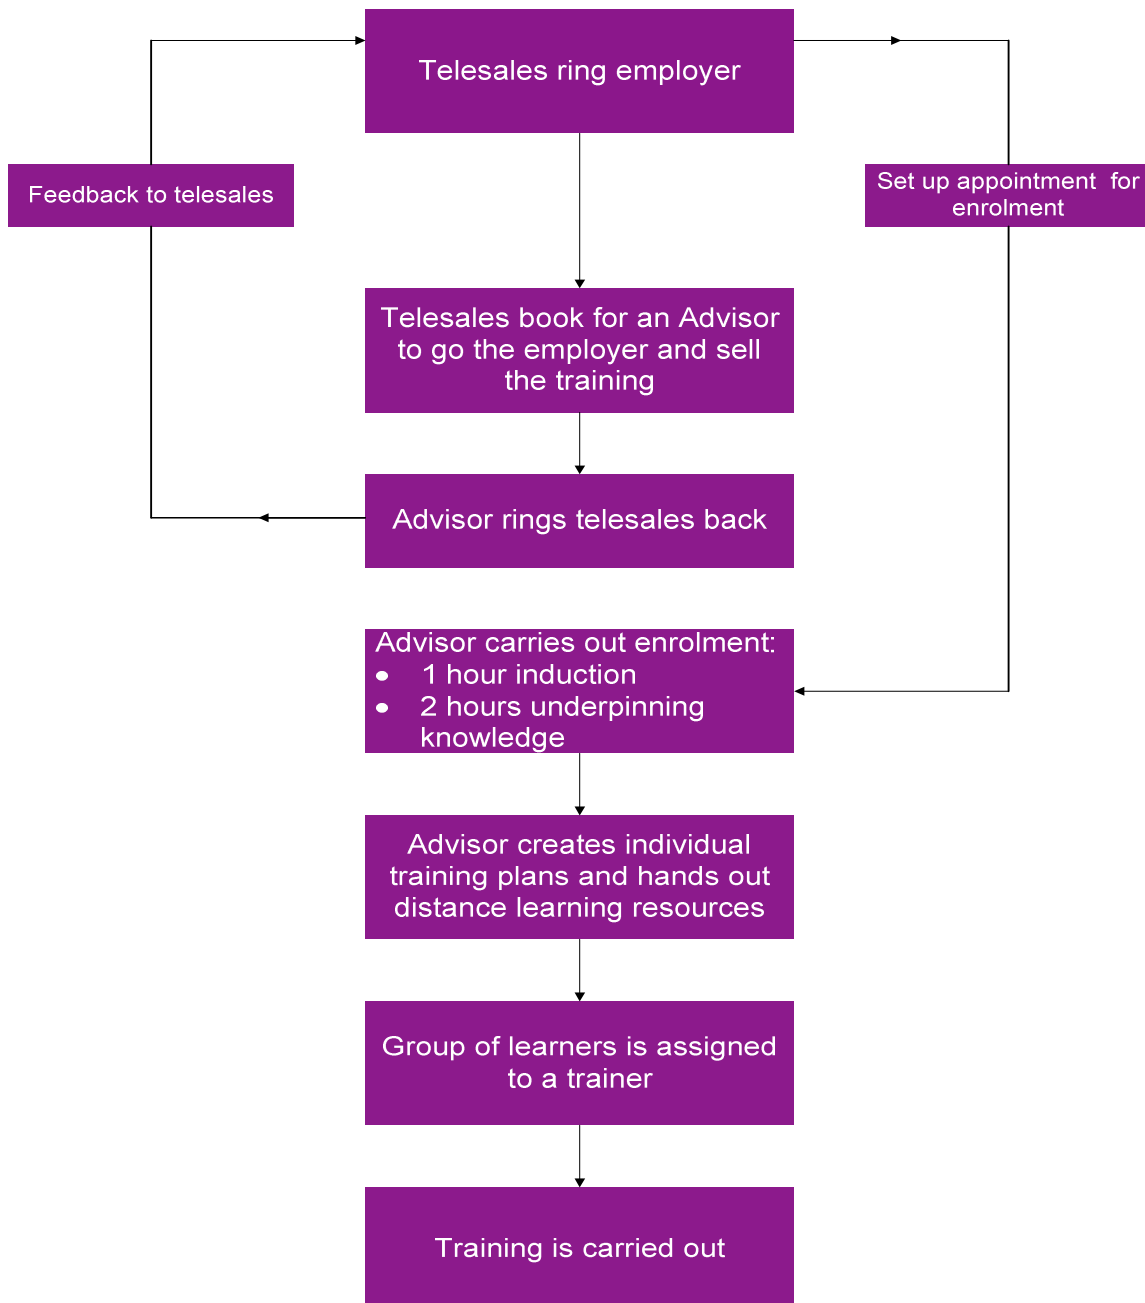 Telesales ring employer
Feedback to telesales
Set up appointment for
enrolment
Telesales book for an Advisor
to go the employer and sell
the training
Advisor rings telesales back
Advisor carries out enrolment:
• 1 hour induction
• 2 hours underpinning
knowledge
Advisor creates individual
training plans and hands out
distance learning resources
Group of learners is assigned
to a trainer
Training is carried out